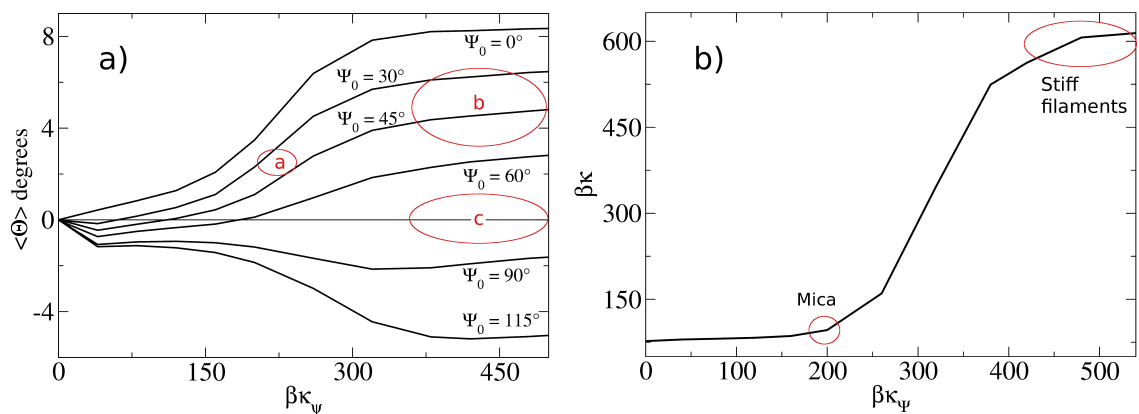 a)
Ψ0 = 0°
Ψ0 = 30°
Ψ0 = 45°
Ψ0 = 60°
Ψ0 = 90°
Ψ0 = 115°
a
b
c
8
4
0
-4
<Θ> degrees
0
150
300
450
βκψ
b)
600
450
300
150
βκ
Mica
Stiff
filaments
0
100
200
300
400
500
βκΨ